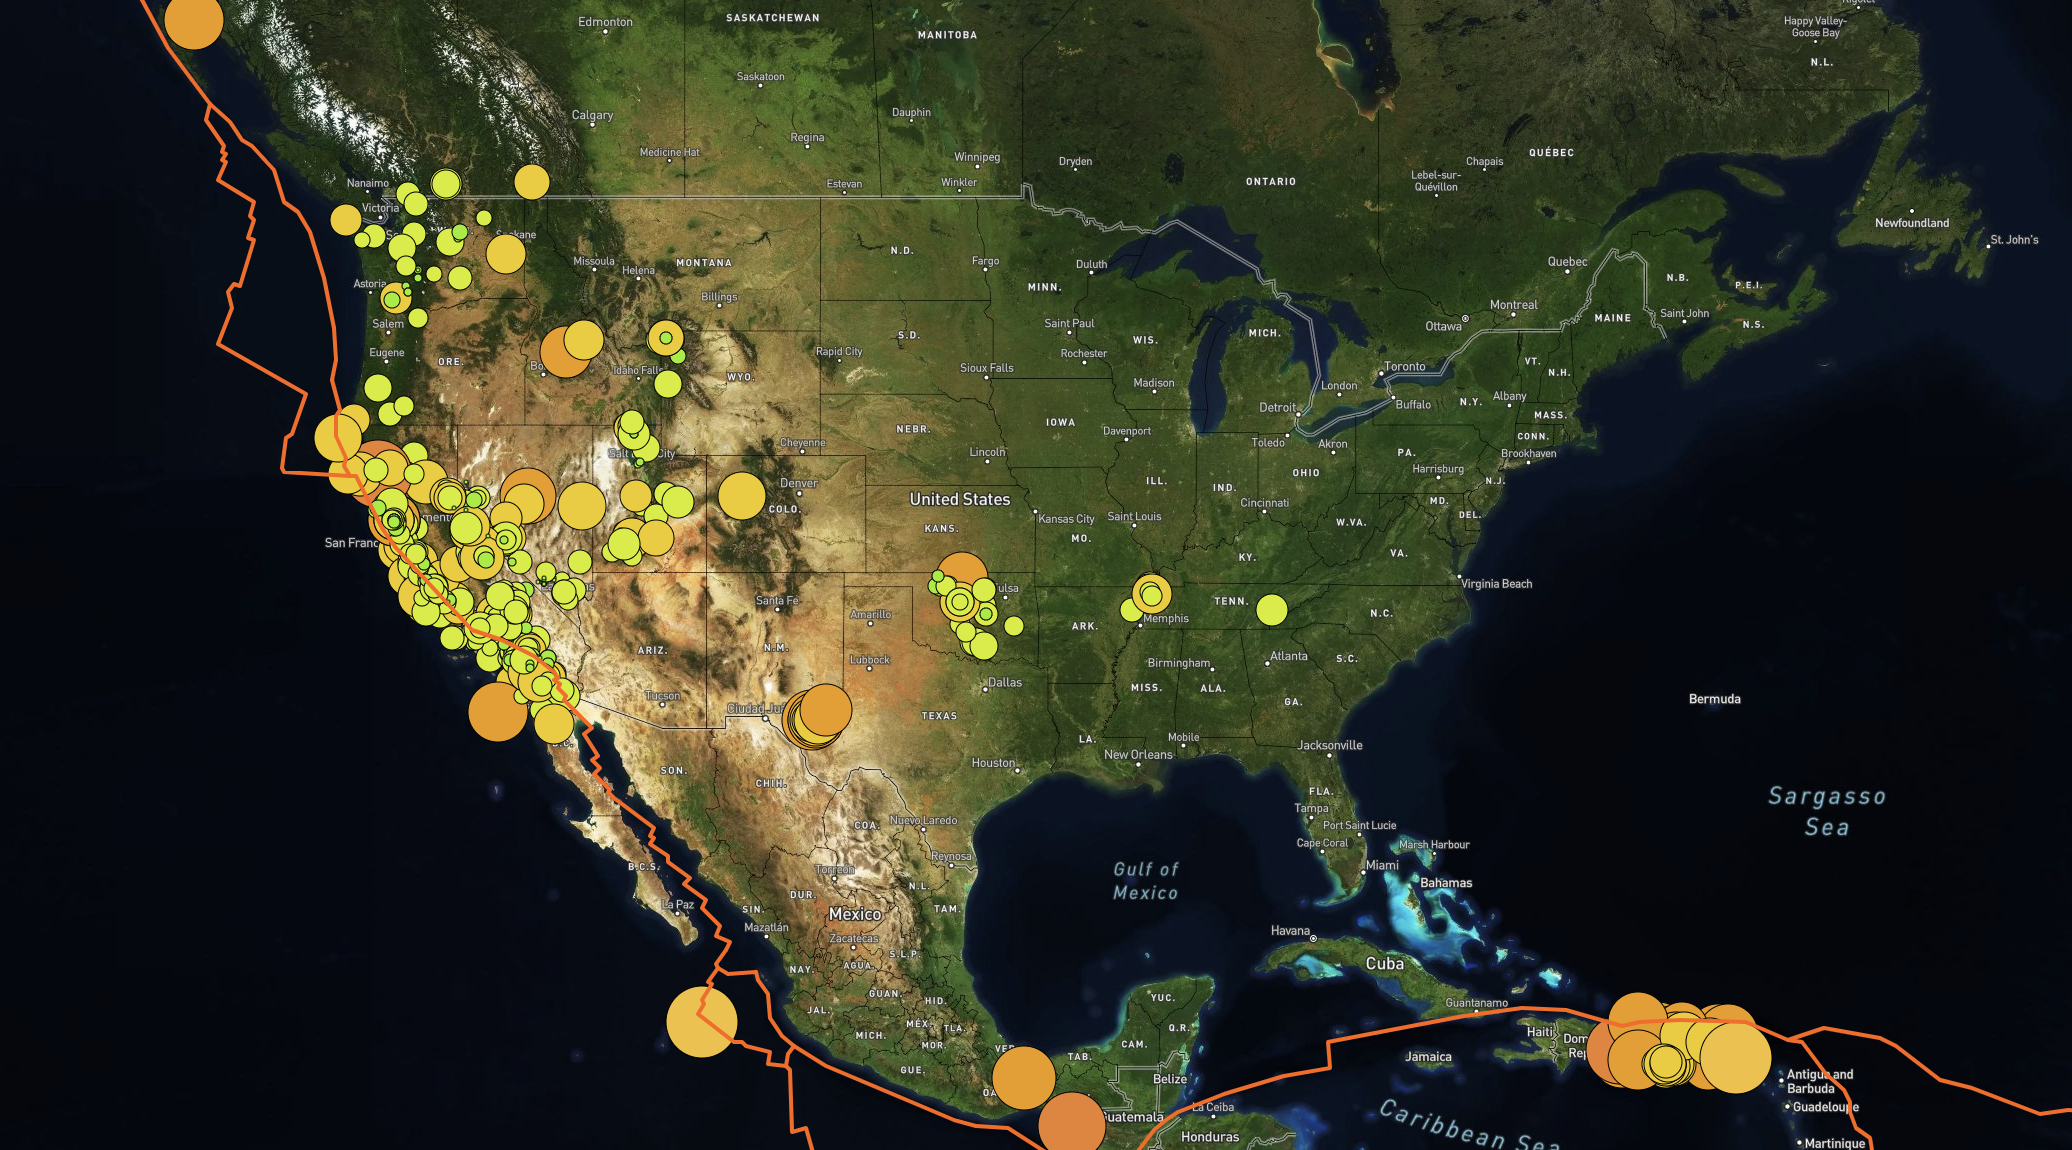 Rigolet
Edmonton
SASKATCHEWAN
MANITOBA
Happy Valley-
Goose Bay
N.L.
Saskatoon
Calgary
Dauphin
Regina
Medicine Hat
Winnipeg
Dryden
Chapais
QUÉBEC
Nanaimo
Estevan
Winkler
ONTARIO
Lebel-sur-
Quévillon
Victoria
Newfoundland
St. John's
Missoula
Helena
MONTANA
N.D.
Fargo
Duluth
Quebec
N.B.
P.E.I.
Astoria
Billings
MINN.
Montreal
Ottawa
MAINE
Saint John
N.S.
Salem
Saint Paul
MICH.
S.D.
WIS.
Eugene
ORE.
Rapid City
Rochester
Toronto
VT.
N.H.
Idaho Falls
WYO.
Sioux Falls
Madison
London
Albany
Detroit
Buffalo
N.Y.
MASS.
IOWA
NEBR.
Davenport
CONN.
Cheyenne
Toledo
Akron
PA.
Brookhaven
Lincoln
Harrisburg
OHIO
N.J.
Denver
ILL.
IND.
United States
COLO.
Cincinnati
MD.
DEL.
Kansas City
Saint Louis
W.VA.
KANS.
MO.
VA.
San Franc
KY.
Virginia Beach
ulsa
Santa Fe
Amarillo
TENN.
N.C.
Memphis
ARK.
ARIZ.
N.M.
Lubbock
Birmingham
Atlanta
S.C.
Tucson
Dallas
MISS.
ALA.
GA.
Bermuda
Ciudad Juá
TEXAS
LA.
Mobile
Jacksonville
B.C.
New Orleans
Houston
SON.
CHIH.
FLA.
Sargasso
Sea
Tampa
COA.
Nuevo Laredo
Port Saint Lucie
Cape Coral
Marsh Harbour
Reynosa
B.C.S.
Torreón
Gulf of
Mexico
Miami
Bahamas
DUR.
N.L.
La Paz
SIN.
Mexico
TAM.
Mazatlán
Zacatecas
Havana
S.L.P.
AGUA.
NAY.
Cuba
GUAN.
HID.
YUC.
Guantanamo
JAL.
MÉX.
TLA.
Q.R.
MICH.
MOR.
VER.
CAM.
Haiti
Dom
Rep
TAB.
Jamaica
GUE.
Belize
Antigua and
Barbuda
OA
Guadeloupe
La Ceiba
Guatemala
Caribbean Sea
Honduras
Martinique